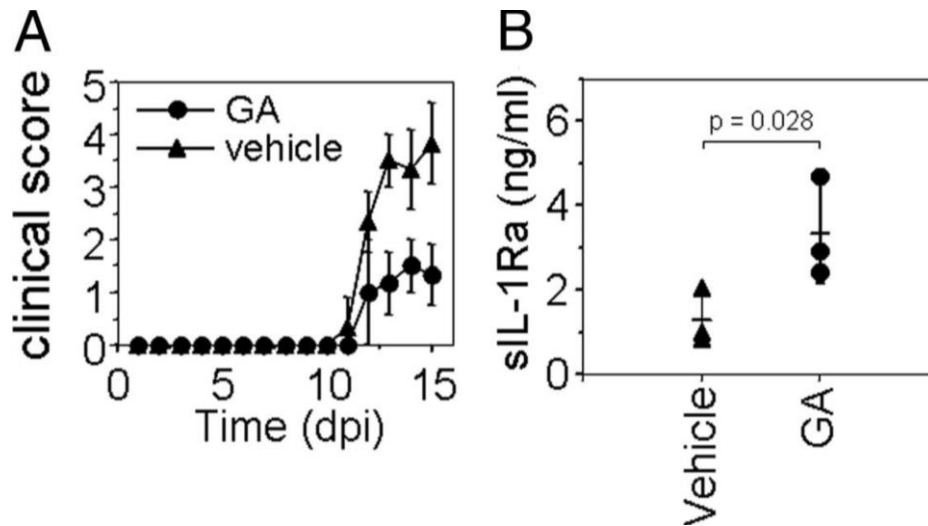 A
clinical score
5
4
3
2
1
0
GA
vehicle
0
5
10
15
Time (dpi)
B
sIL-1Ra (ng/ml)
6
4
2
0
p = 0.028
Vehicle
GA